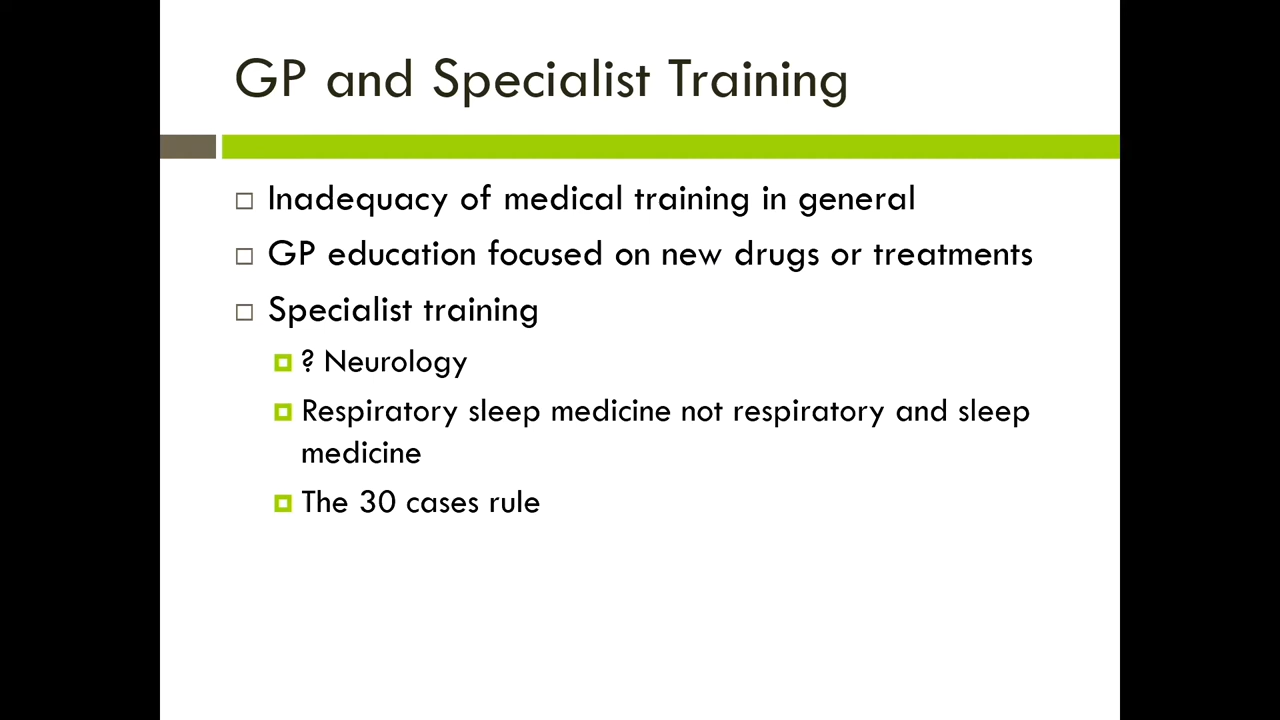 GP and Specialist Training
Inadequacy of medical training in general
GP education focused on new drugs or treatments
Specialist training
? Neurology
Respiratory sleep medicine not respiratory and sleep
medicine
The 30 cases rule